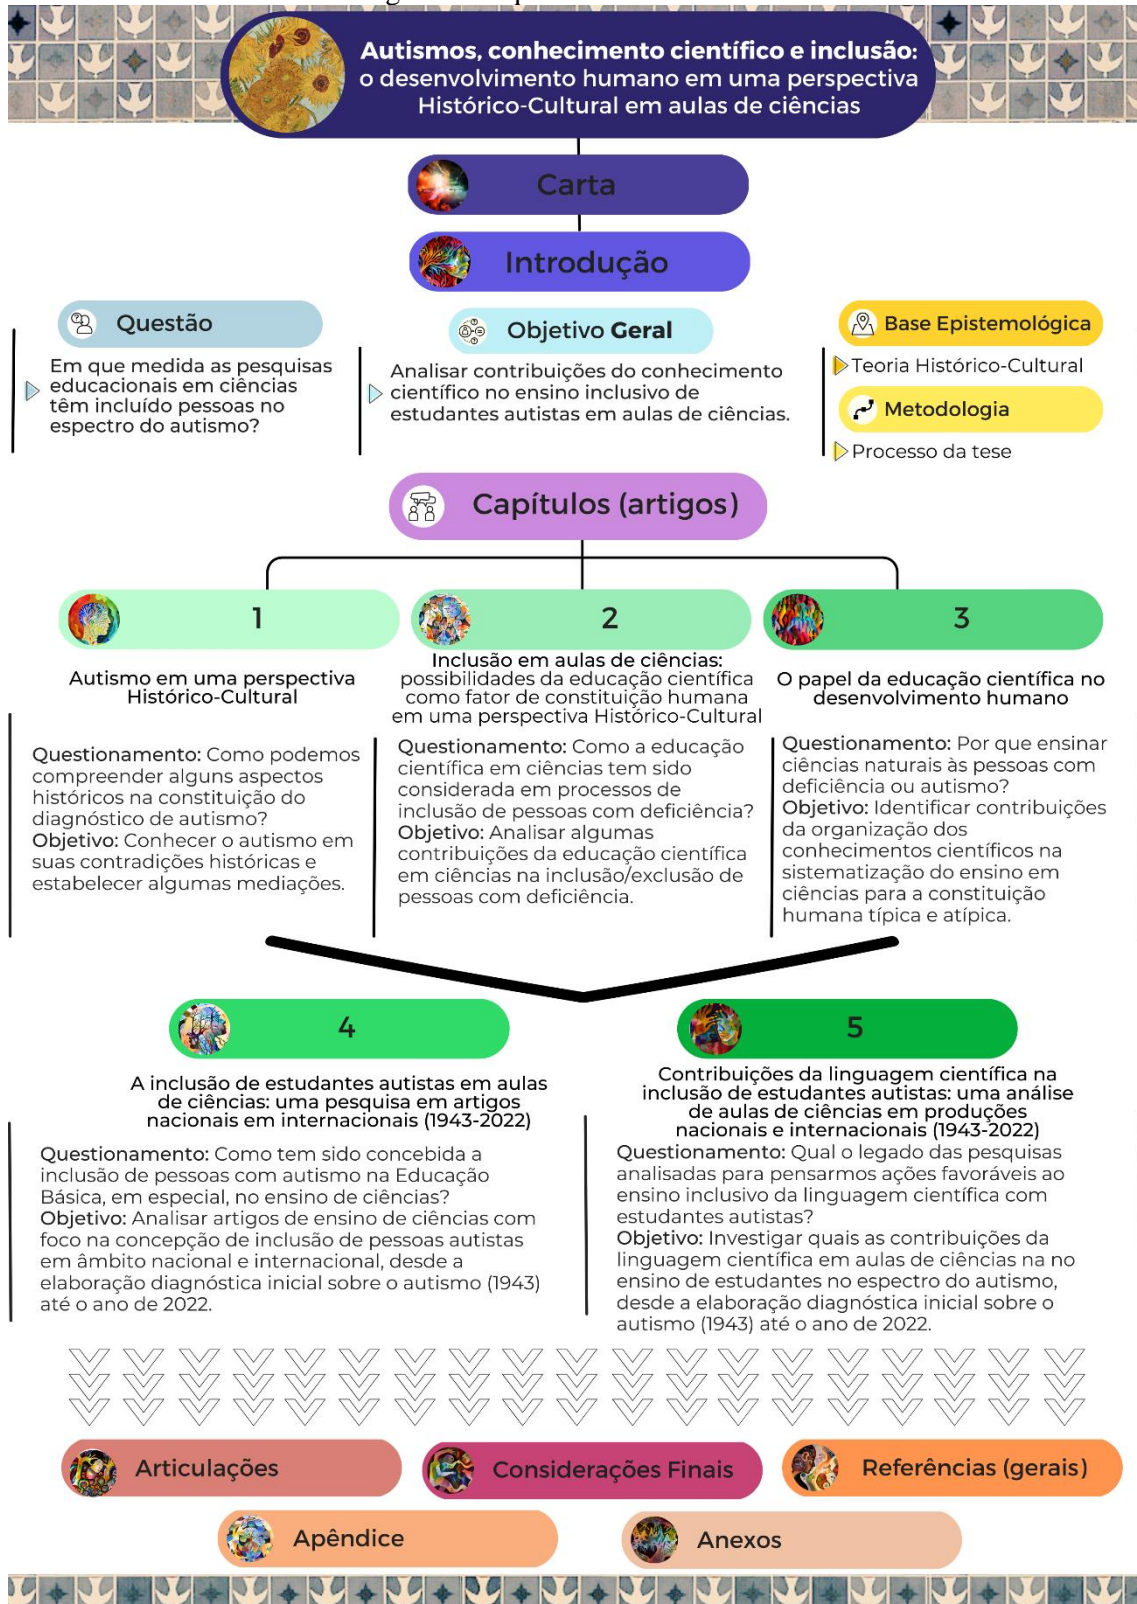 Autismos, conhecimento científico e inclusão:
o desenvolvimento humano em uma perspectiva
Histórico-Cultural em aulas de ciências
Carta
Introdução
Questão
Em que medida as pesquisas
educacionais em ciências
têm incluído pessoas no
espectro do autismo?
Objetivo Geral
Analisar contribuições do conhecimento
científico no ensino inclusivo de
estudantes autistas em aulas de ciências.
Base Epistemológica
Teoria Histórico-Cultural
Metodologia
Processo da tese
Capítulos (artigos)
1
Autismo em uma perspectiva
Histórico-Cultural
Questionamento: Como podemos
compreender alguns aspectos
históricos na constituição do
diagnóstico de autismo?
Objetivo: Conhecer o autismo em
suas contradições históricas e
estabelecer algumas mediações.
2
Inclusão em aulas de ciências:
possibilidades da educação científica
como fator de constituição humana
em uma perspectiva Histórico-Cultural
Questionamento: Como a educação
científica em ciências tem sido
considerada em processos de
inclusão de pessoas com deficiência?
Objetivo: Analisar algumas
contribuições da educação científica
em ciências na inclusão/exclusão de
pessoas com deficiência.
3
O papel da educação científica no
desenvolvimento humano
Questionamento: Por que ensinar
ciências naturais às pessoas com
deficiência ou autismo?
Objetivo: Identificar contribuições
da organização dos
conhecimentos científicos na
sistematização do ensino em
ciências para a constituição
humana típica e atípica.
4
A inclusão de estudantes autistas em aulas
de ciências: uma pesquisa em artigos
nacionais em internacionais (1943-2022)
Questionamento: Como tem sido concebida a
inclusão de pessoas com autismo na Educação
Básica, em especial, no ensino de ciências?
Objetivo: Analisar artigos de ensino de ciências com
foco na concepção de inclusão de pessoas autistas
em âmbito nacional e internacional, desde a
elaboração diagnóstica inicial sobre o autismo (1943)
até o ano de 2022.
5
Contribuições da linguagem científica na
inclusão de estudantes autistas: uma análise
de aulas de ciências em produções
nacionais e internacionais (1943-2022)
Questionamento: Qual o legado das pesquisas
analisadas para pensarmos ações favoráveis ao
ensino inclusivo da linguagem científica com
estudantes autistas?
Objetivo: Investigar quais as contribuições da
linguagem científica em aulas de ciências na no
ensino de estudantes no espectro do autismo,
desde a elaboração diagnóstica inicial sobre o
autismo (1943) até o ano de 2022.
Articulações
Considerações Finais
Referências (gerais)
Apêndice
Anexos